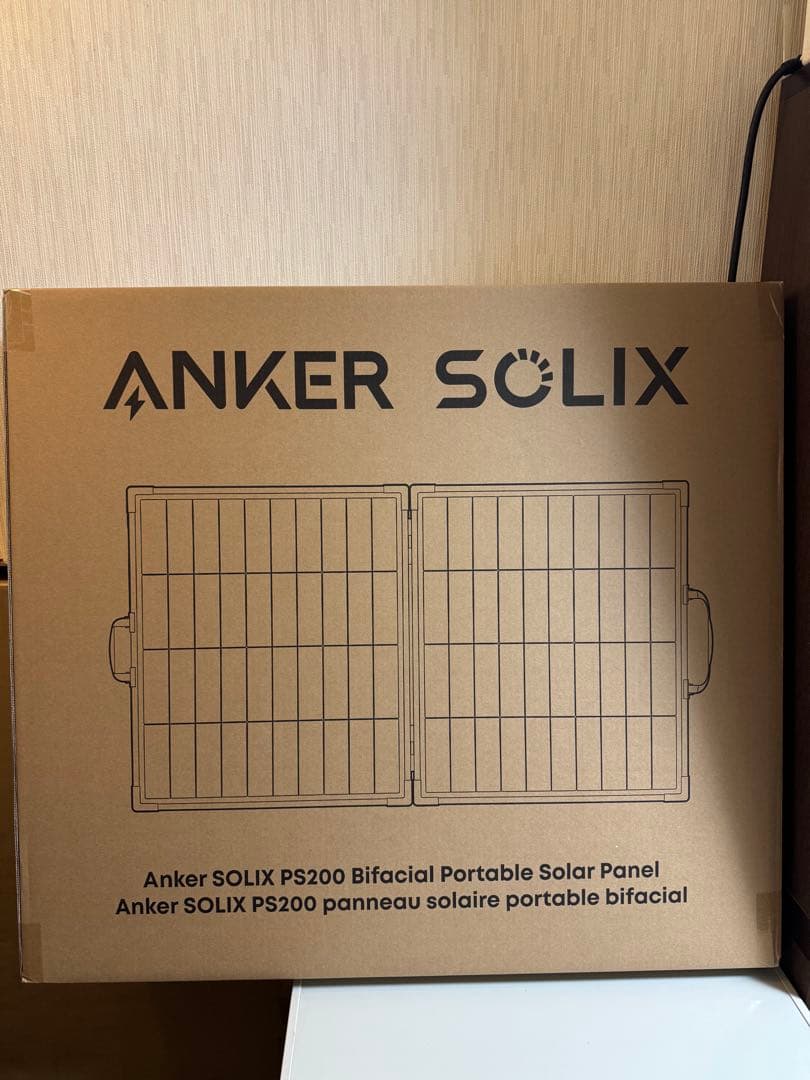 ANKER SOLIX
Anker SOLIX PS200 Bifacial Portable Solar Panel
Anker SOLIX PS200 panneau solaire portable bifacial